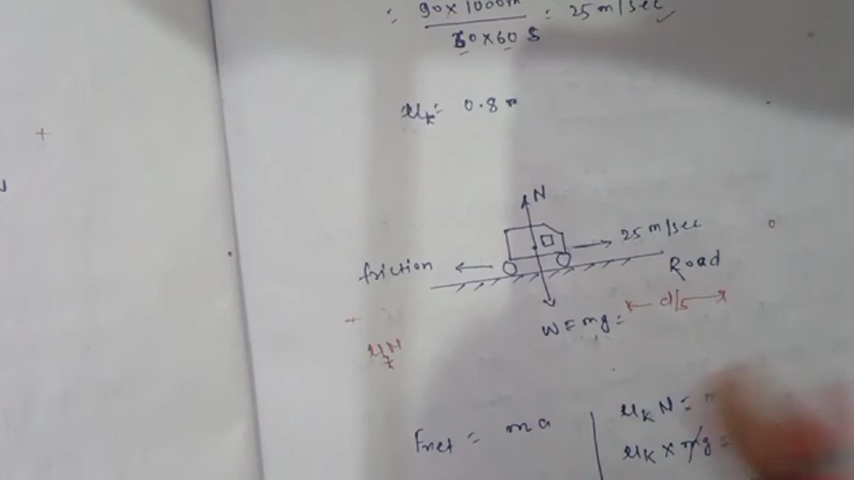 = 90 x 1000m / 60 x 60 S = 25 m/sec ✓
μk = 0.8
N
25 m/sec
friction
Road
d/s
W = mg =
μkN
Fnet = ma
μk N =
μk x mg =